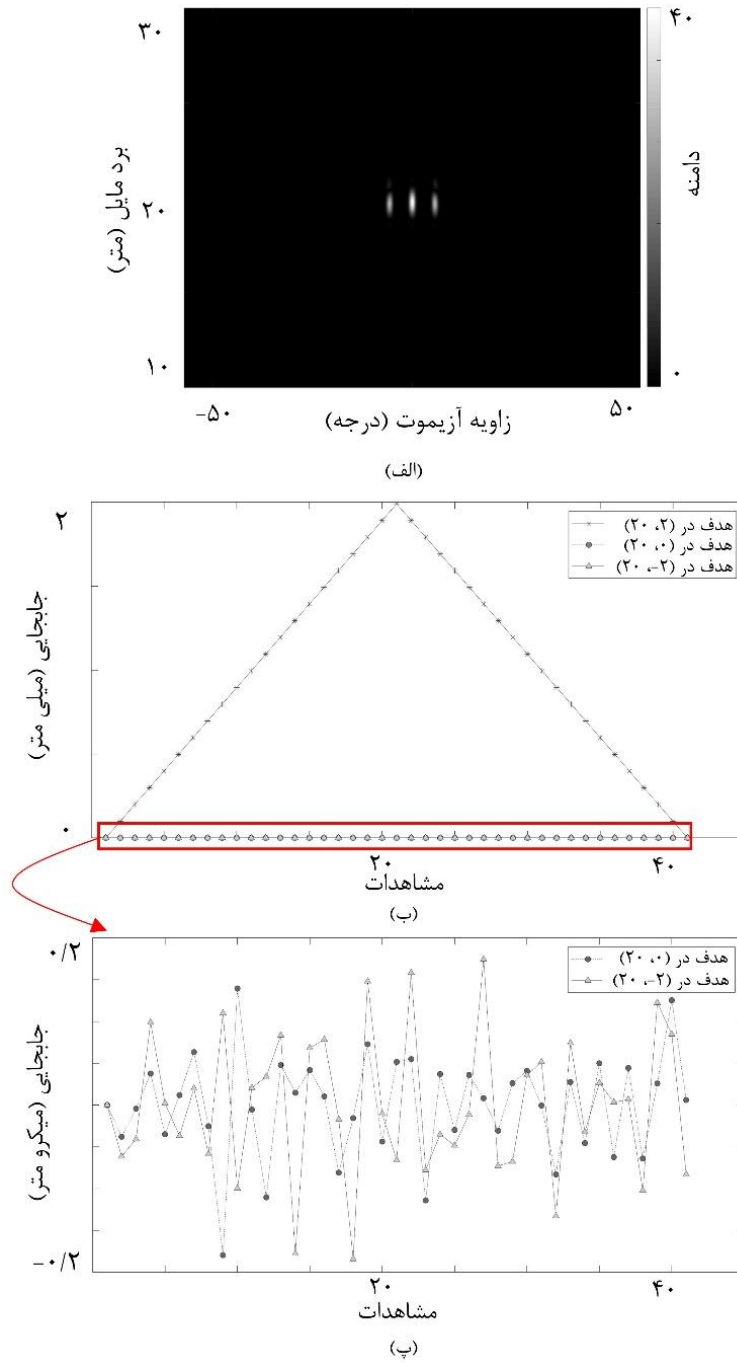 ۳۰
۲۰
۱۰
برد مایل (متر)
-۵۰
۵۰
زاویه آزیموت (درجه)
۴۰
۰
دامنه
(الف)
۲
۰
جابجایی (میلی متر)
هدف در (۲، ۲۰)
هدف در (۰، ۲۰)
هدف در (۲-، ۲۰)
۲۰
۴۰
مشاهدات
(ب)
۰/۲
-۰/۲
جابجایی (میکرو متر)
هدف در (۰، ۲۰)
هدف در (۲-، ۲۰)
۲۰
۴۰
مشاهدات
(پ)